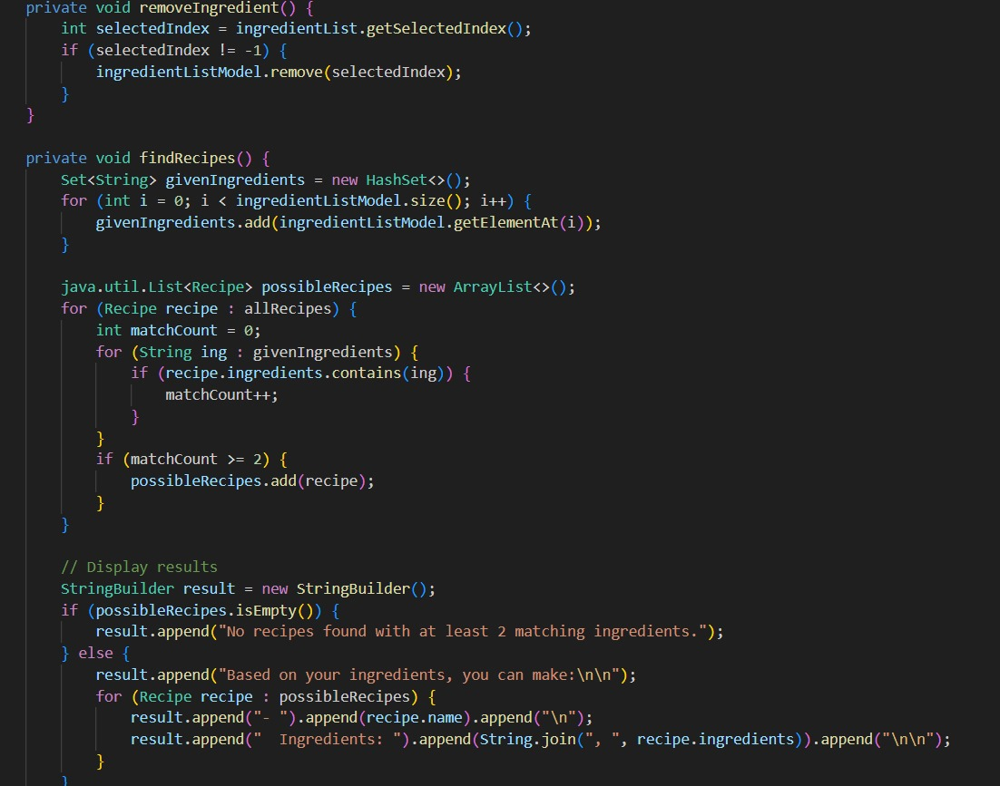 private void removeIngredient() {
    int selectedIndex = ingredientList.getSelectedIndex();
    if (selectedIndex != -1) {
        ingredientListModel.remove(selectedIndex);
    }
}

private void findRecipes() {
    Set<String> givenIngredients = new HashSet<>();
    for (int i = 0; i < ingredientListModel.size(); i++) {
        givenIngredients.add(ingredientListModel.getElementAt(i));
    }

    java.util.List<Recipe> possibleRecipes = new ArrayList<>();
    for (Recipe recipe : allRecipes) {
        int matchCount = 0;
        for (String ing : givenIngredients) {
            if (recipe.ingredients.contains(ing)) {
                matchCount++;
            }
        }
        if (matchCount >= 2) {
            possibleRecipes.add(recipe);
        }
    }

    // Display results
    StringBuilder result = new StringBuilder();
    if (possibleRecipes.isEmpty()) {
        result.append("No recipes found with at least 2 matching ingredients.");
    } else {
        result.append("Based on your ingredients, you can make:\n\n");
        for (Recipe recipe : possibleRecipes) {
            result.append("- ").append(recipe.name).append("\n");
            result.append("  Ingredients: ").append(String.join(", ", recipe.ingredients)).append("\n\n");
        }
    }